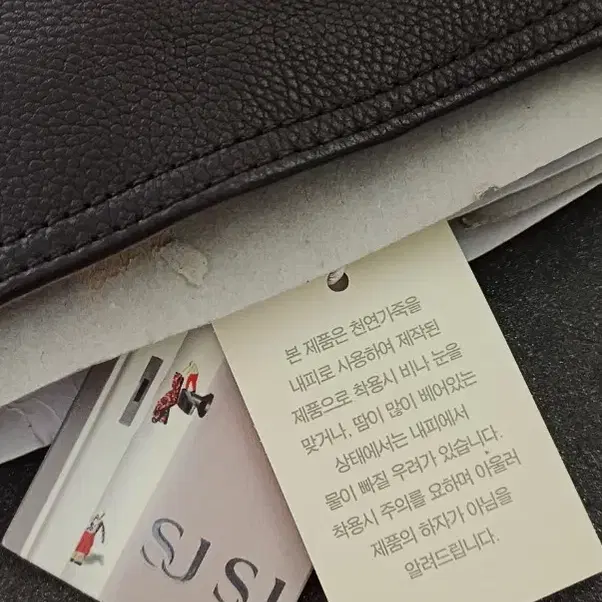 본 제품은 천연가죽을
내피로 사용하여 제작된
제품으로 착용시 비나 눈을
맞거나, 땀이 많이 베어있는
상태에서는 내피에서
물이 빠질 우려가 있습니다.
착용시 주의를 요하며 아울러
제품의 하자가 아님을
알려드립니다.
SJ SJ